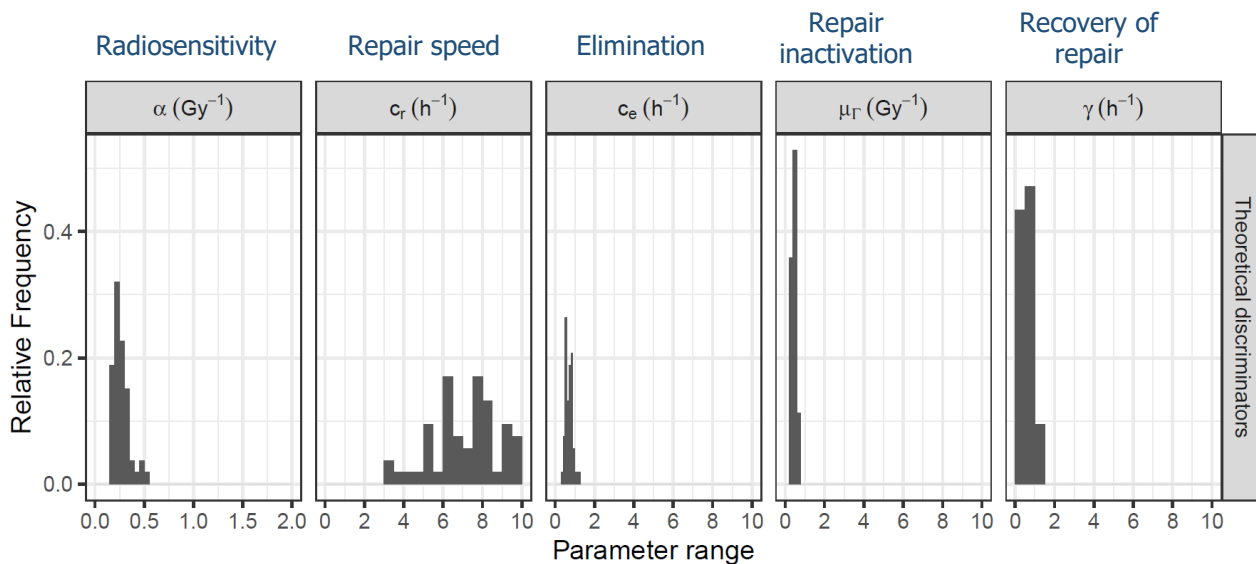 Radiosensitivity
Repair speed
Elimination
Repair
inactivation
Recovery of
repair
α (Gy⁻¹)
cᵣ (h⁻¹)
cₑ (h⁻¹)
μ_Γ (Gy⁻¹)
γ (h⁻¹)
Relative Frequency
0.4
0.2
0.0
Theoretical discriminators
0.0 0.5 1.0 1.5 2.0
0 2 4 6 8 10
0 2 4 6 8 10
0 2 4 6 8 10
0 2 4 6 8 10
Parameter range